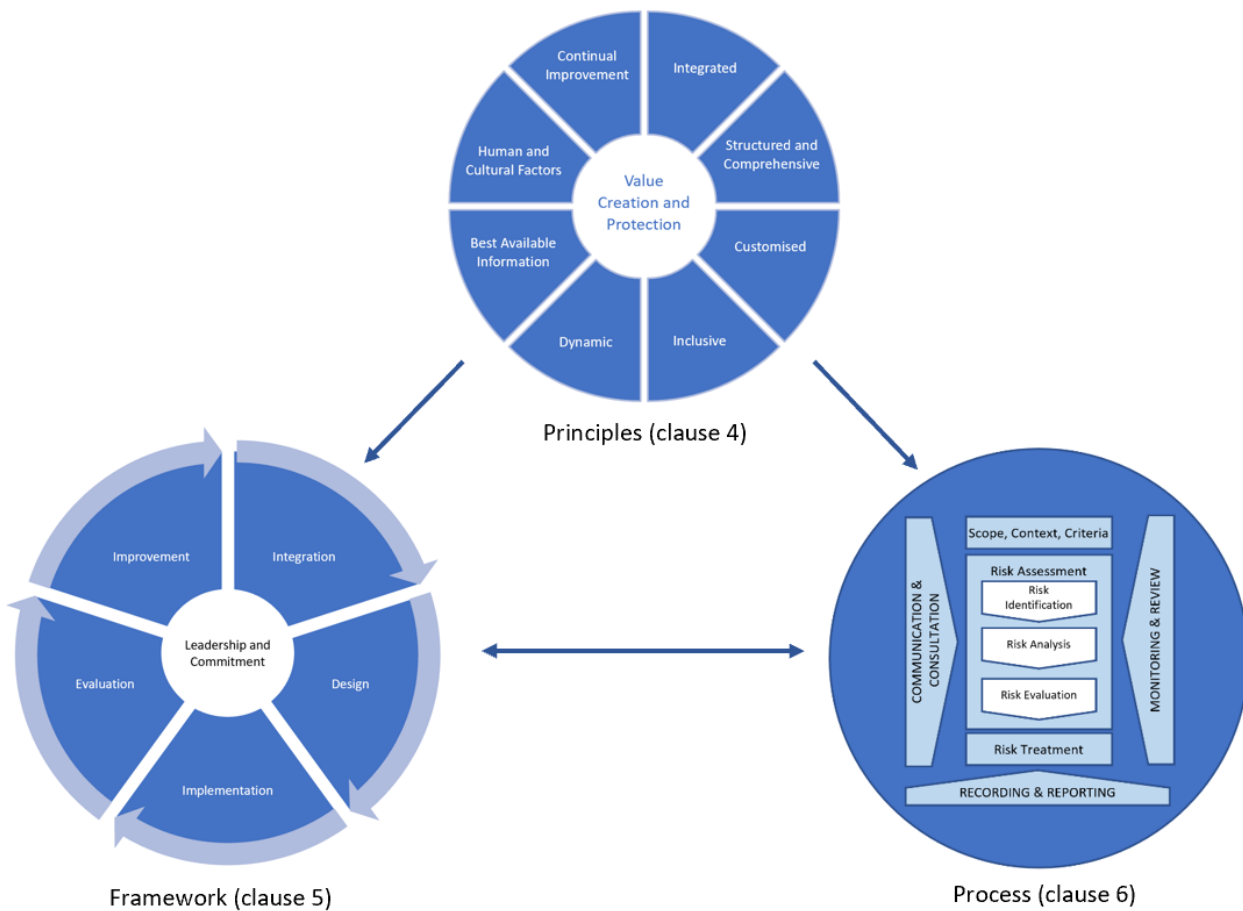 Continual
Improvement
Integrated
Structured and
Comprehensive
Customised
Inclusive
Dynamic
Best Available
Information
Human and
Cultural Factors
Value
Creation and
Protection
Principles (clause 4)
Improvement
Integration
Design
Implementation
Evaluation
Leadership and
Commitment
Framework (clause 5)
COMMUNICATION &
CONSULTATION
Scope, Context, Criteria
Risk Assessment
Risk
Identification
Risk Analysis
Risk Evaluation
Risk Treatment
MONITORING & REVIEW
RECORDING & REPORTING
Process (clause 6)